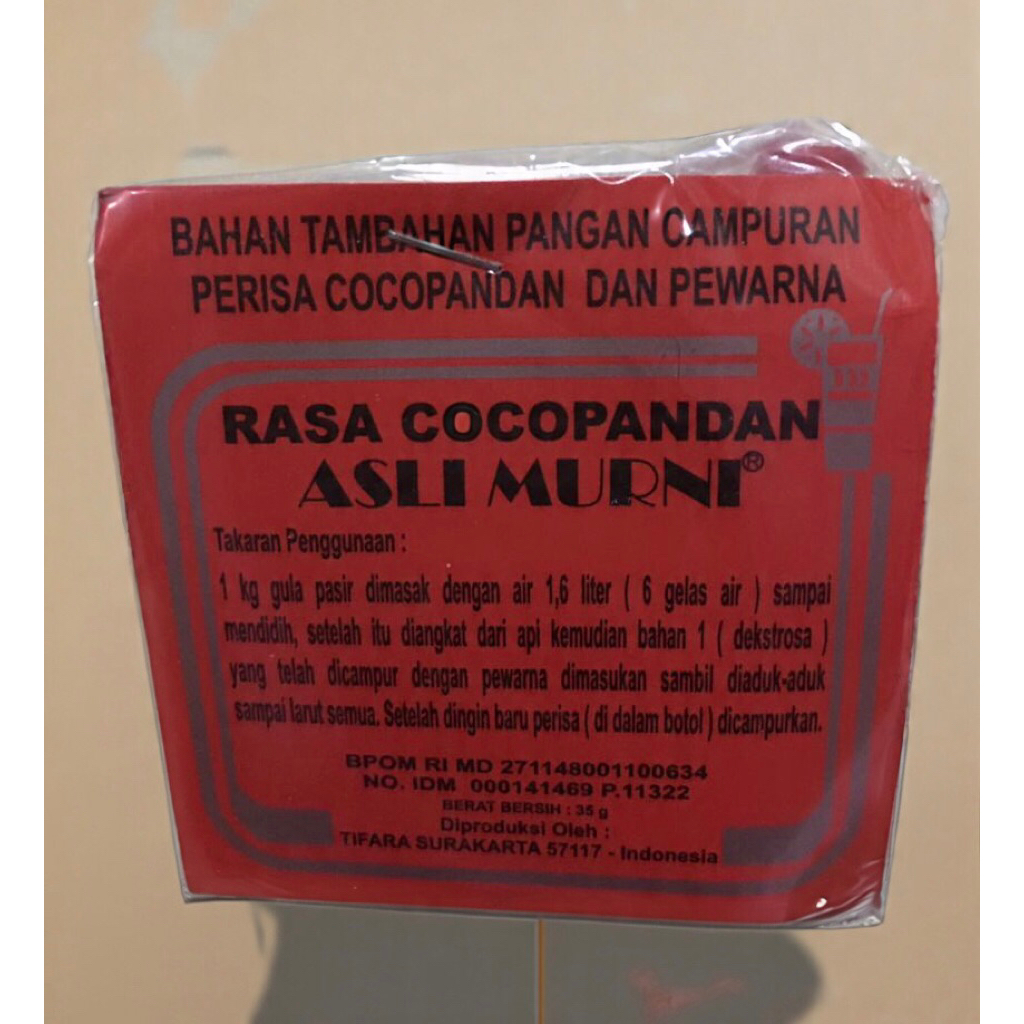 BAHAN TAMBAHAN PANGAN CAMPURAN
PERISA COCOPANDAN DAN PEWARNA
RASA COCOPANDAN
ASLI MURNI®
Takaran Penggunaan :
1 kg gula pasir dimasak dengan air 1,6 liter ( 6 gelas air ) sampai
mendidih, setelah itu diangkat dari api kemudian bahan 1 ( dekstrosa )
yang telah dicampur dengan pewarna dimasukan sambil diaduk-aduk
sampai larut semua. Setelah dingin baru perisa ( di dalam botol ) dicampurkan.
BPOM RI MD 271148001100634
NO. IDM 000141469 P.11322
BERAT BERSIH : 35 g
Diproduksi Oleh :
TIFARA SURAKARTA 57117 - Indonesia